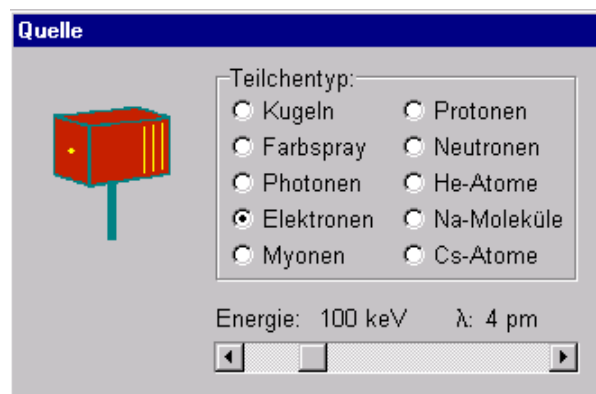 Quelle
Teilchentyp:
Kugeln
Protonen
Farbspray
Neutronen
Photonen
He-Atome
Elektronen
Na-Moleküle
Myonen
Cs-Atome
Energie: 100 keV λ: 4 pm